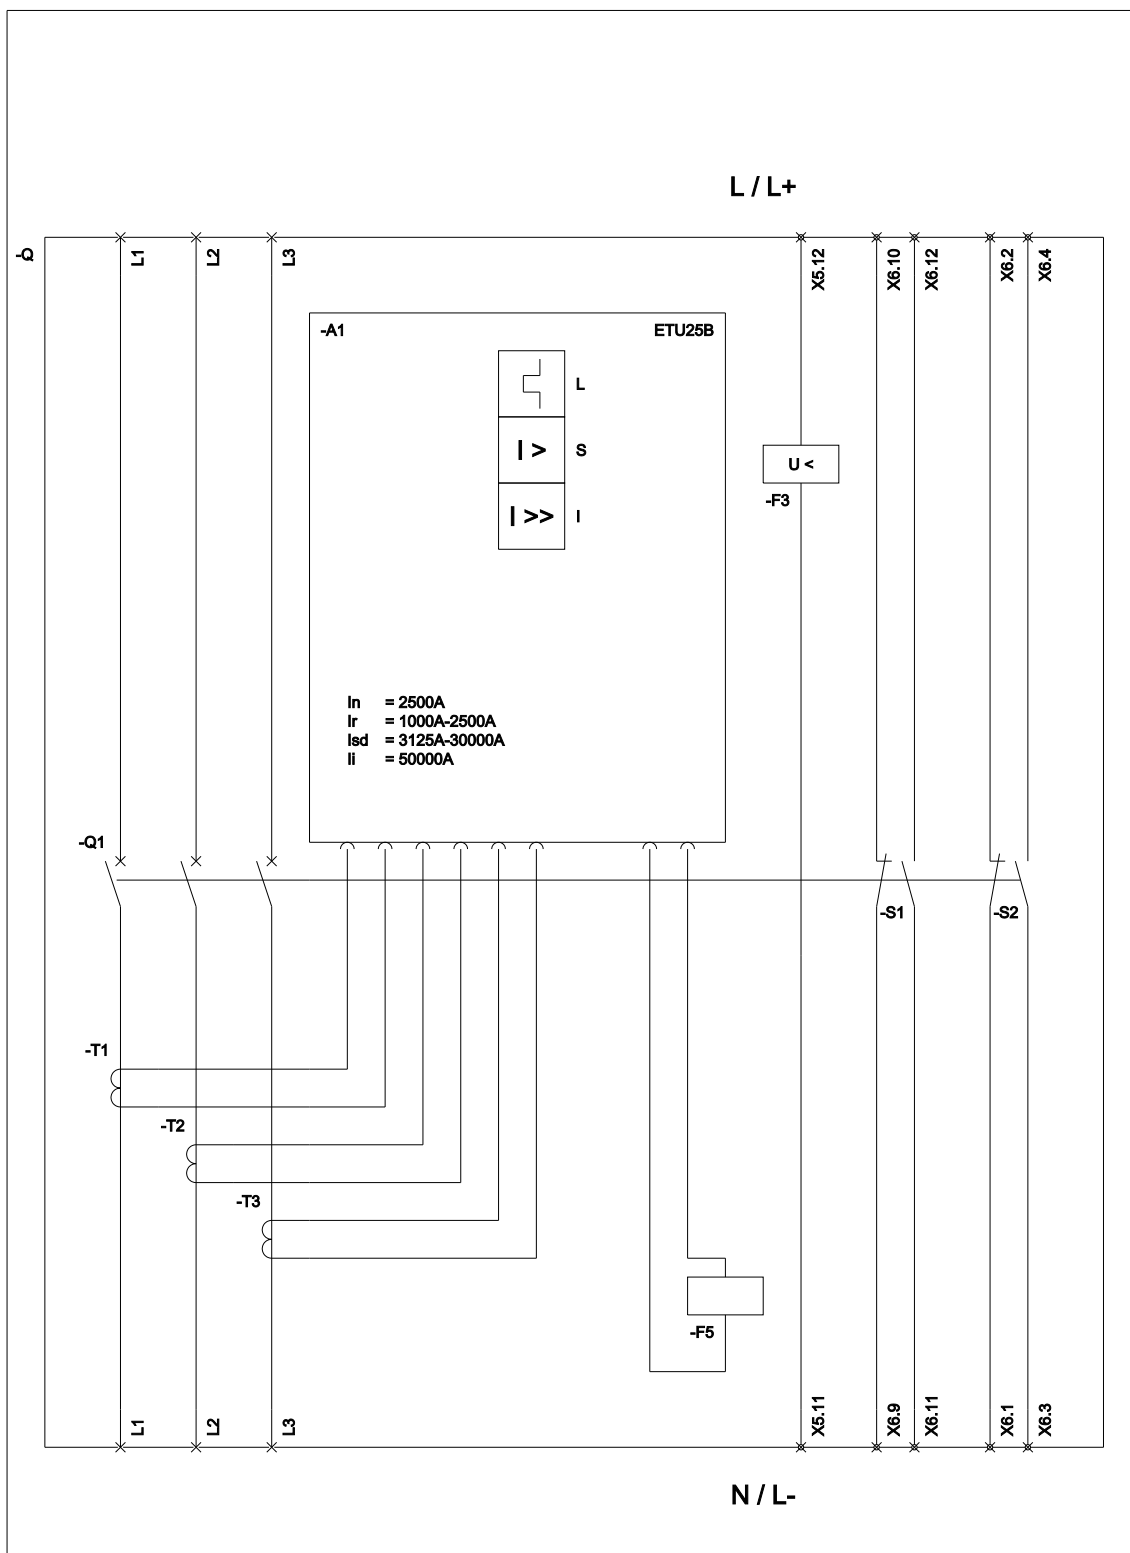 L / L+
-Q
L1
L2
L3
X5.12
X6.10
X6.12
X6.2
X6.4
-A1 ETU25B
L
I > S
I >> I
U <
-F3
In = 2500A
Ir = 1000A-2500A
Isd = 3125A-30000A
Ii = 50000A
-Q1
-S1
-S2
-T1
-T2
-T3
-F5
L1
L2
L3
X5.11
X6.9
X6.11
X6.1
X6.3
N / L-